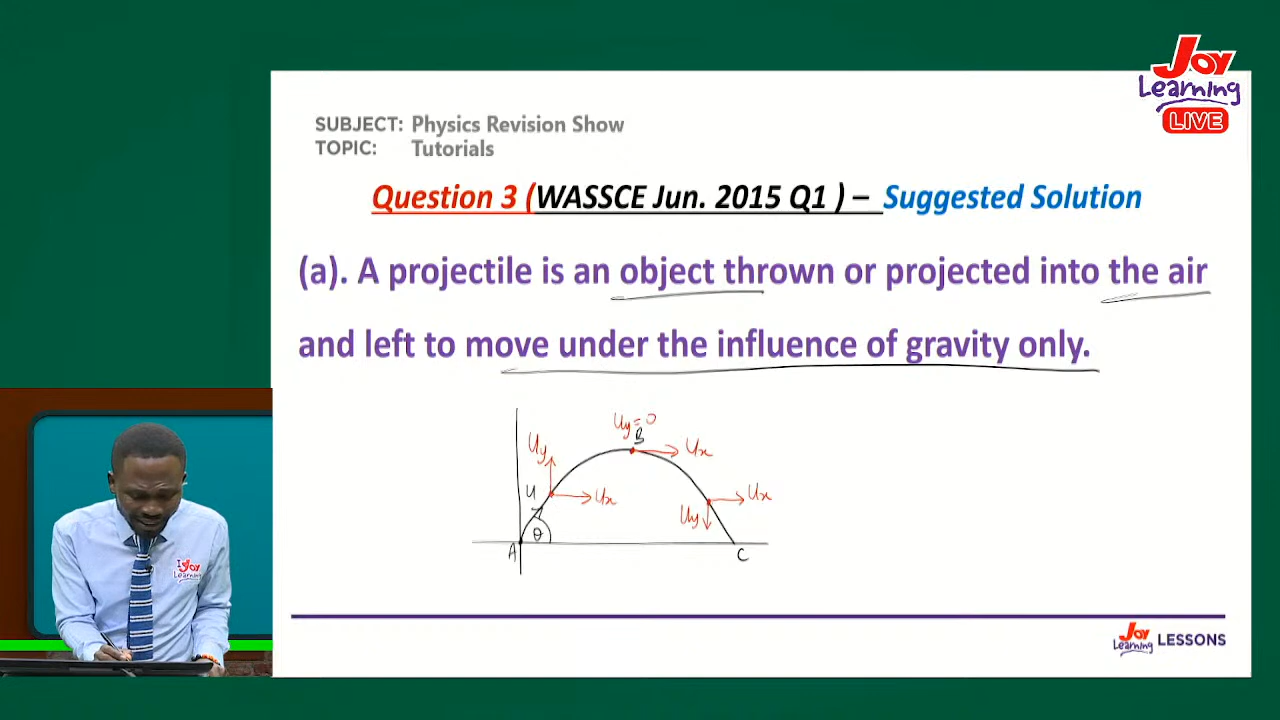 Joy
Learning
LIVE
SUBJECT: Physics Revision Show
TOPIC: Tutorials
Question 3 (WASSCE Jun. 2015 Q1 ) – Suggested Solution
(a). A projectile is an object thrown or projected into the air
and left to move under the influence of gravity only.
Uy=0
B
Ux
Uy
U
Ux
Ux
Uy
θ
A
C
I Joy
Learning
Joy
Learning LESSONS